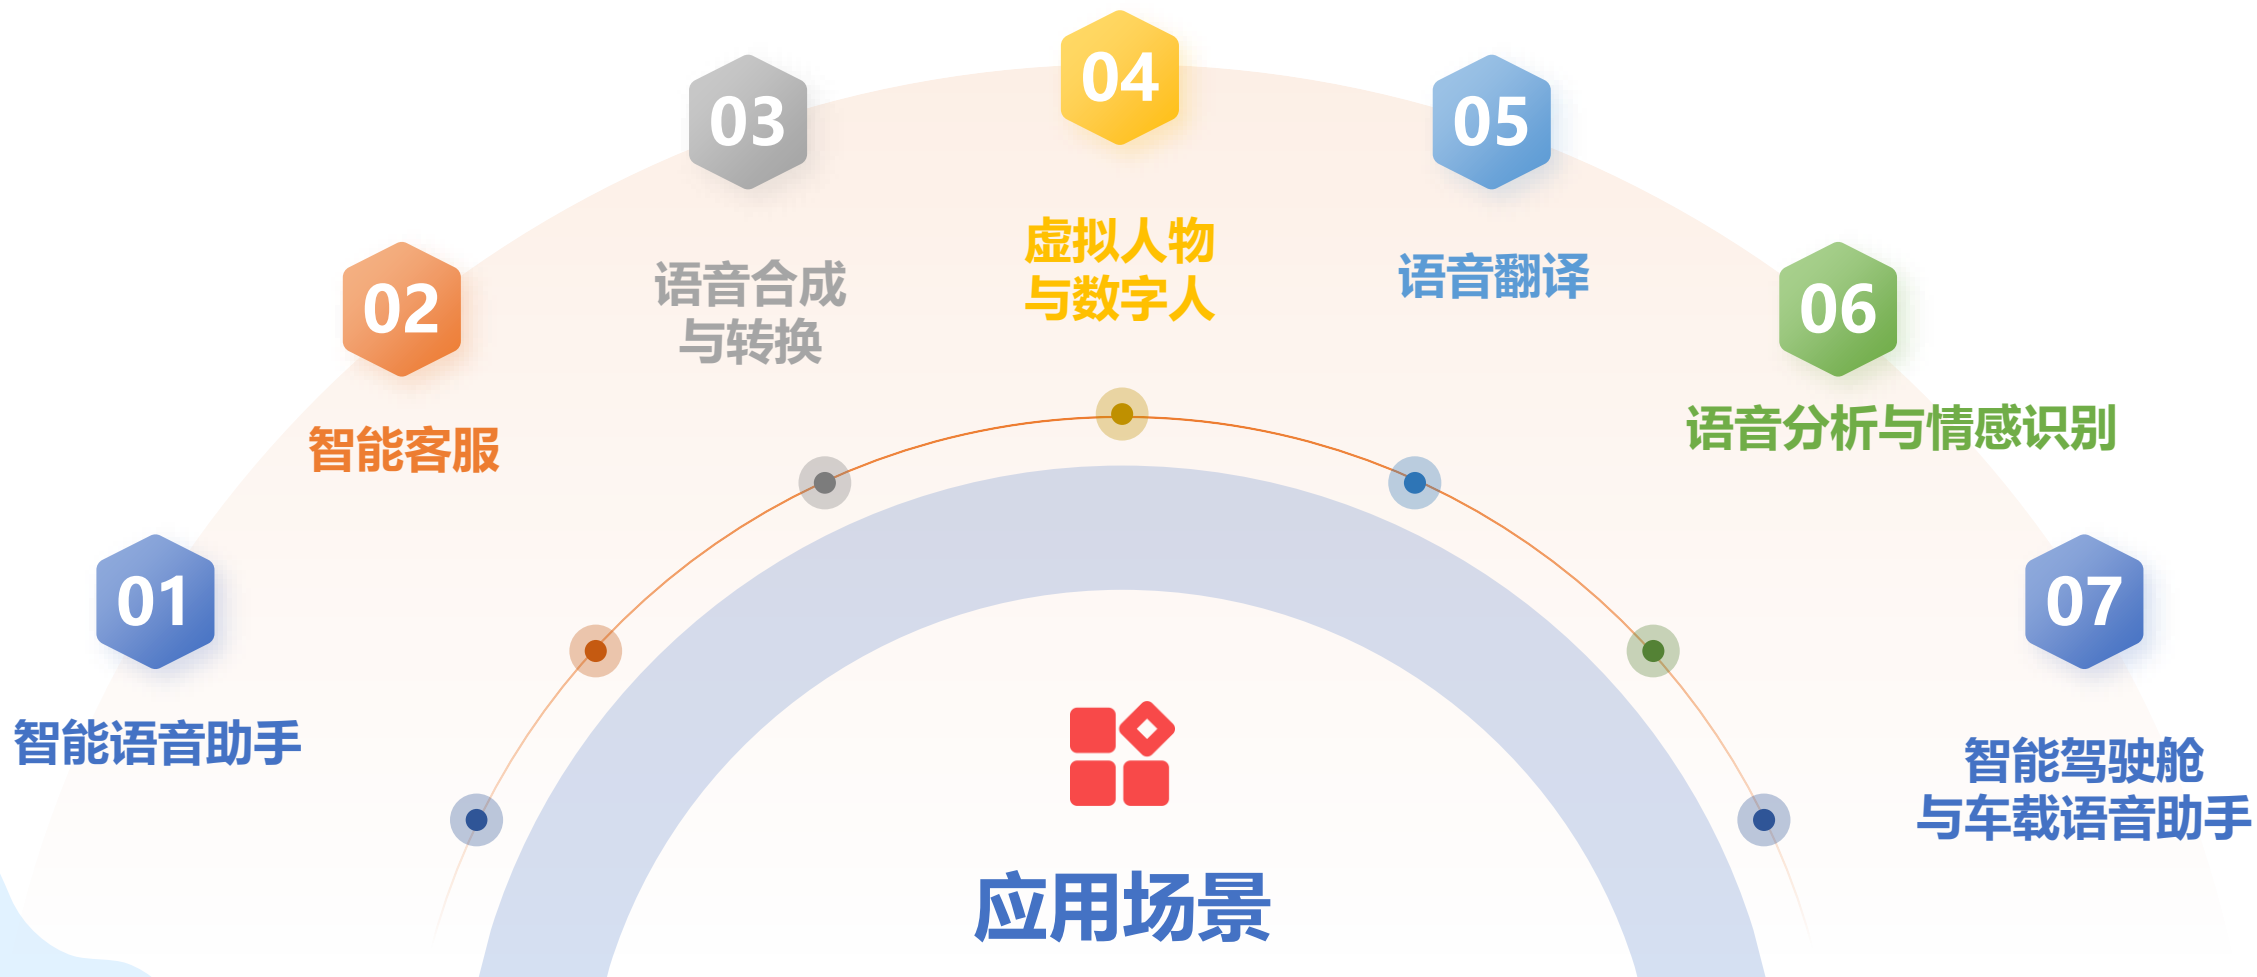 01
智能语音助手
02
智能客服
03
语音合成
与转换
04
虚拟人物
与数字人
05
语音翻译
06
语音分析与情感识别
07
智能驾驶舱
与车载语音助手
应用场景